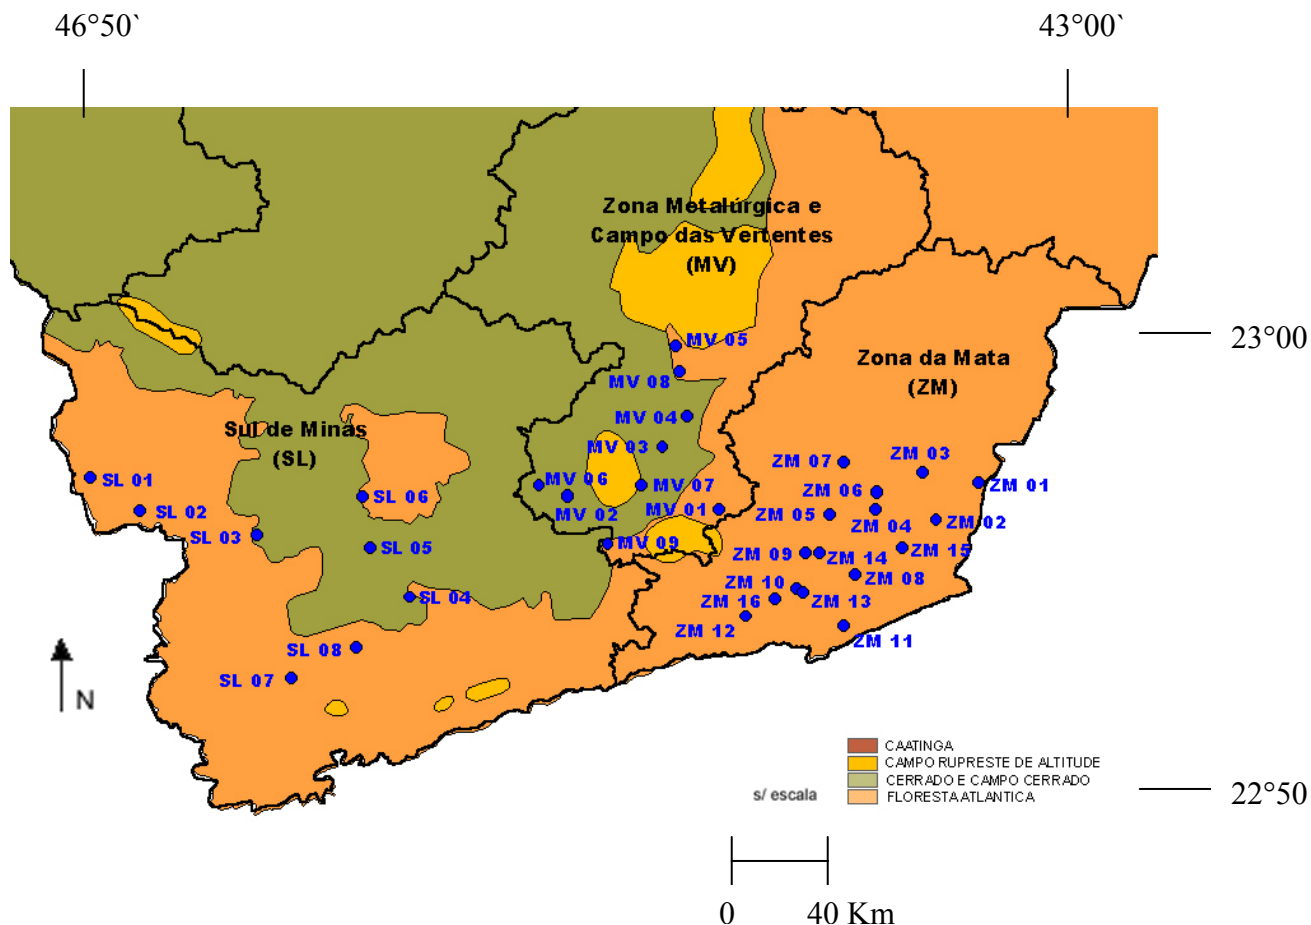 46°50`
43°00`
Zona Metalúrgica e
Campo das Vertentes
(MV)
23°00
MV 05
Zona da Mata
(ZM)
MV 08
MV 04
Sul de Minas
(SL)
MV 03
ZM 07
ZM 03
SL 01
MV 06
MV 07
ZM 06
ZM 01
SL 06
SL 02
MV 02
MV 01
ZM 05
ZM 04
ZM 02
SL 03
SL 05
MV 09
ZM 09
ZM 14
ZM 15
ZM 08
ZM 10
SL 04
ZM 16
ZM 13
ZM 12
ZM 11
SL 08
SL 07
N
CAATINGA
CAMPO RUPRESTE DE ALTITUDE
CERRADO E CAMPO CERRADO
FLORESTA ATLANTICA
s/ escala
22°50
0 40 Km